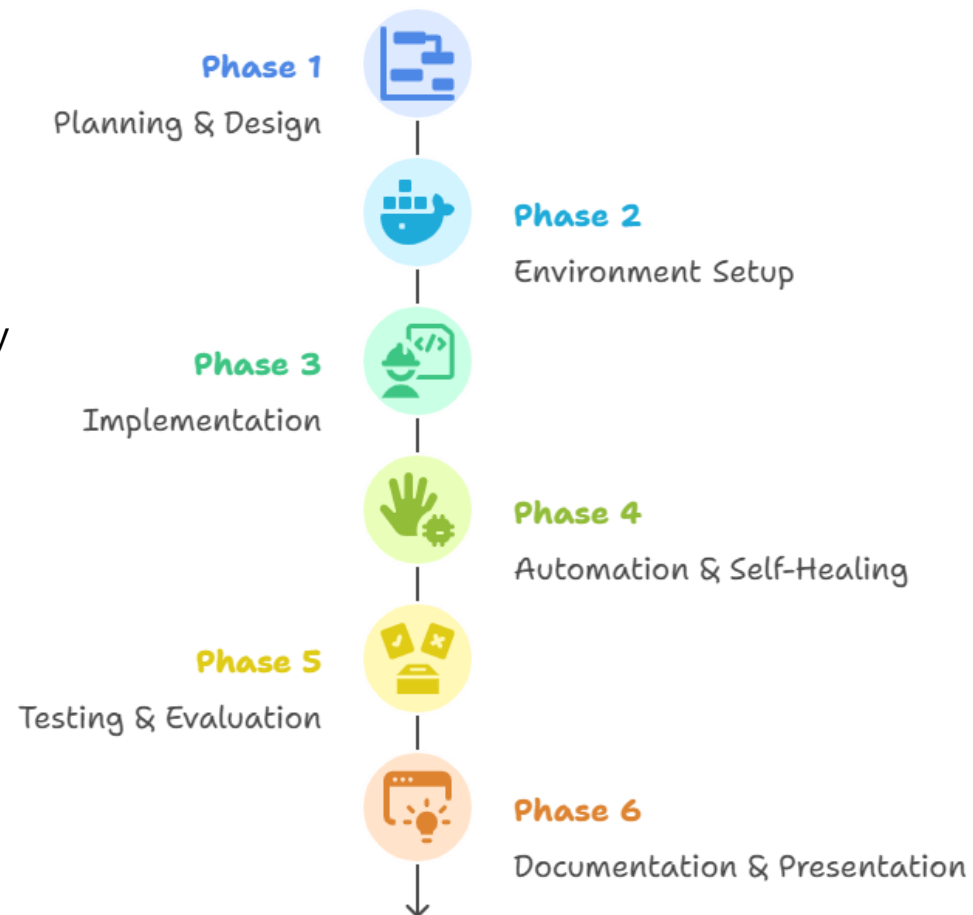 Phase 1
Planning & Design
Phase 2
Environment Setup
y
Phase 3
Implementation
</>
Phase 4
Automation & Self-Healing
Phase 5
Testing & Evaluation
Phase 6
Documentation & Presentation